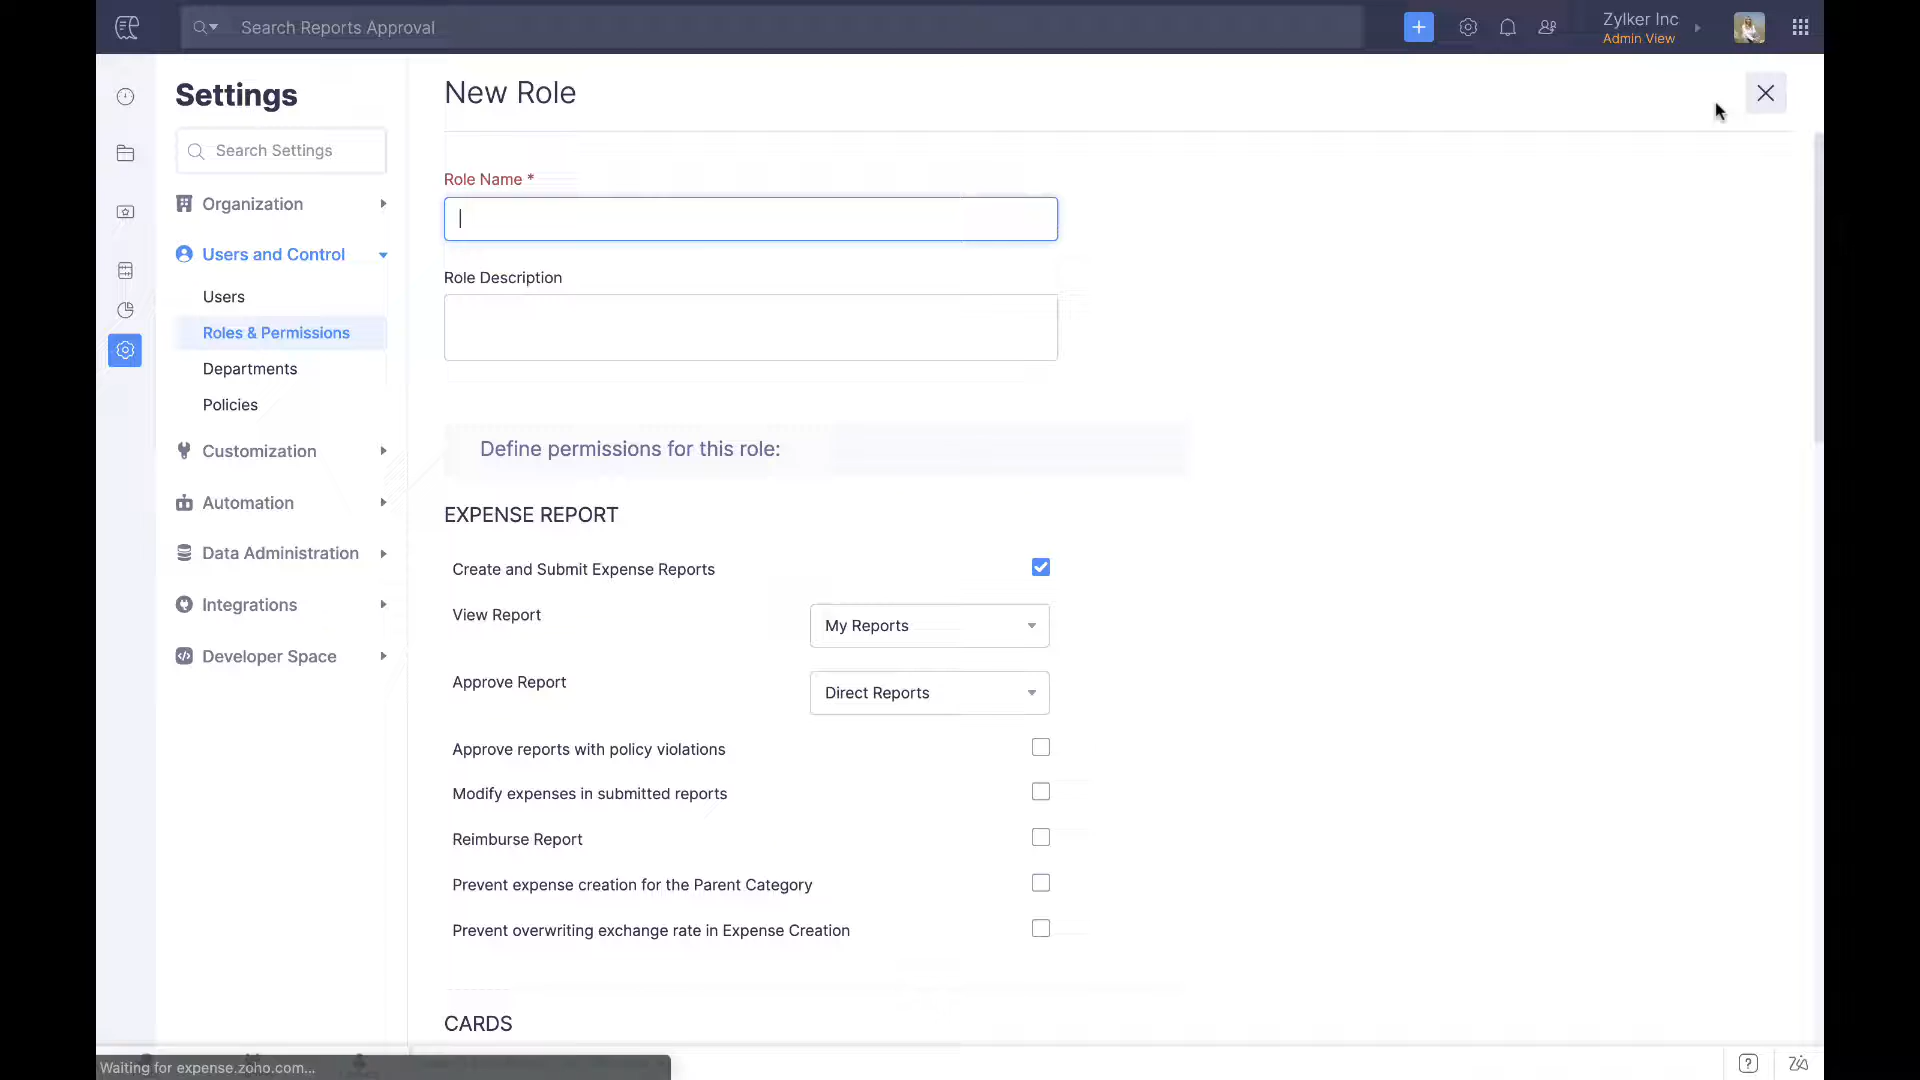 Search Reports Approval
Zylker Inc
Admin View
Settings
Search Settings
Organization
Users and Control
Users
Roles & Permissions
Departments
Policies
Customization
Automation
Data Administration
Integrations
Developer Space
New Role
Role Name *
Role Description
Define permissions for this role:
EXPENSE REPORT
Create and Submit Expense Reports
View Report
My Reports
Approve Report
Direct Reports
Approve reports with policy violations
Modify expenses in submitted reports
Reimburse Report
Prevent expense creation for the Parent Category
Prevent overwriting exchange rate in Expense Creation
CARDS
Waiting for expense.zoho.com...